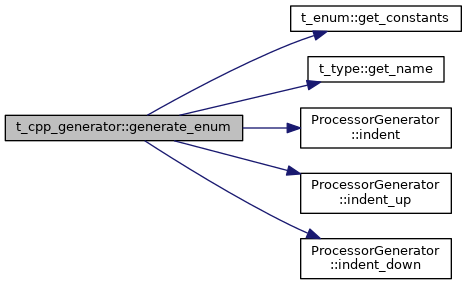 t_enum::get_constants
t_type::get_name
t_cpp_generator::generate_enum
ProcessorGenerator
::indent
ProcessorGenerator
::indent_up
ProcessorGenerator
::indent_down